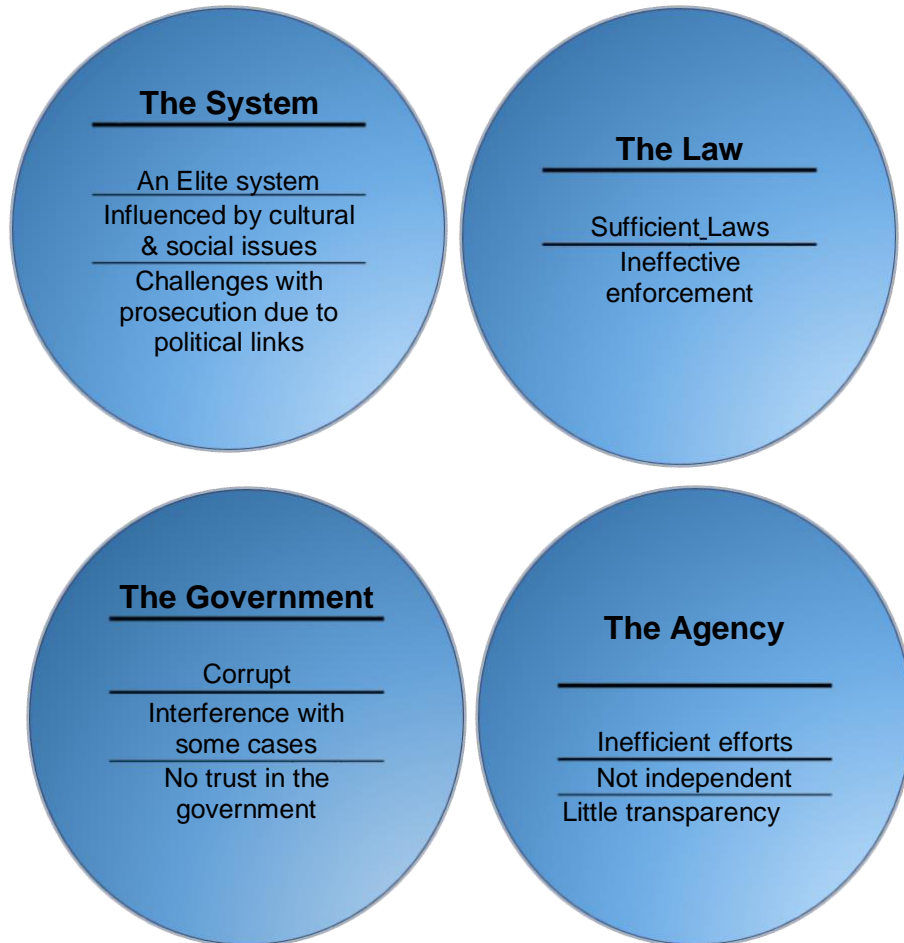 The System
An Elite system
Influenced by cultural
& social issues
Challenges with
prosecution due to
political links
The Law
Sufficient Laws
Ineffective
enforcement
The Government
Corrupt
Interference with
some cases
No trust in the
government
The Agency
Inefficient efforts
Not independent
Little transparency